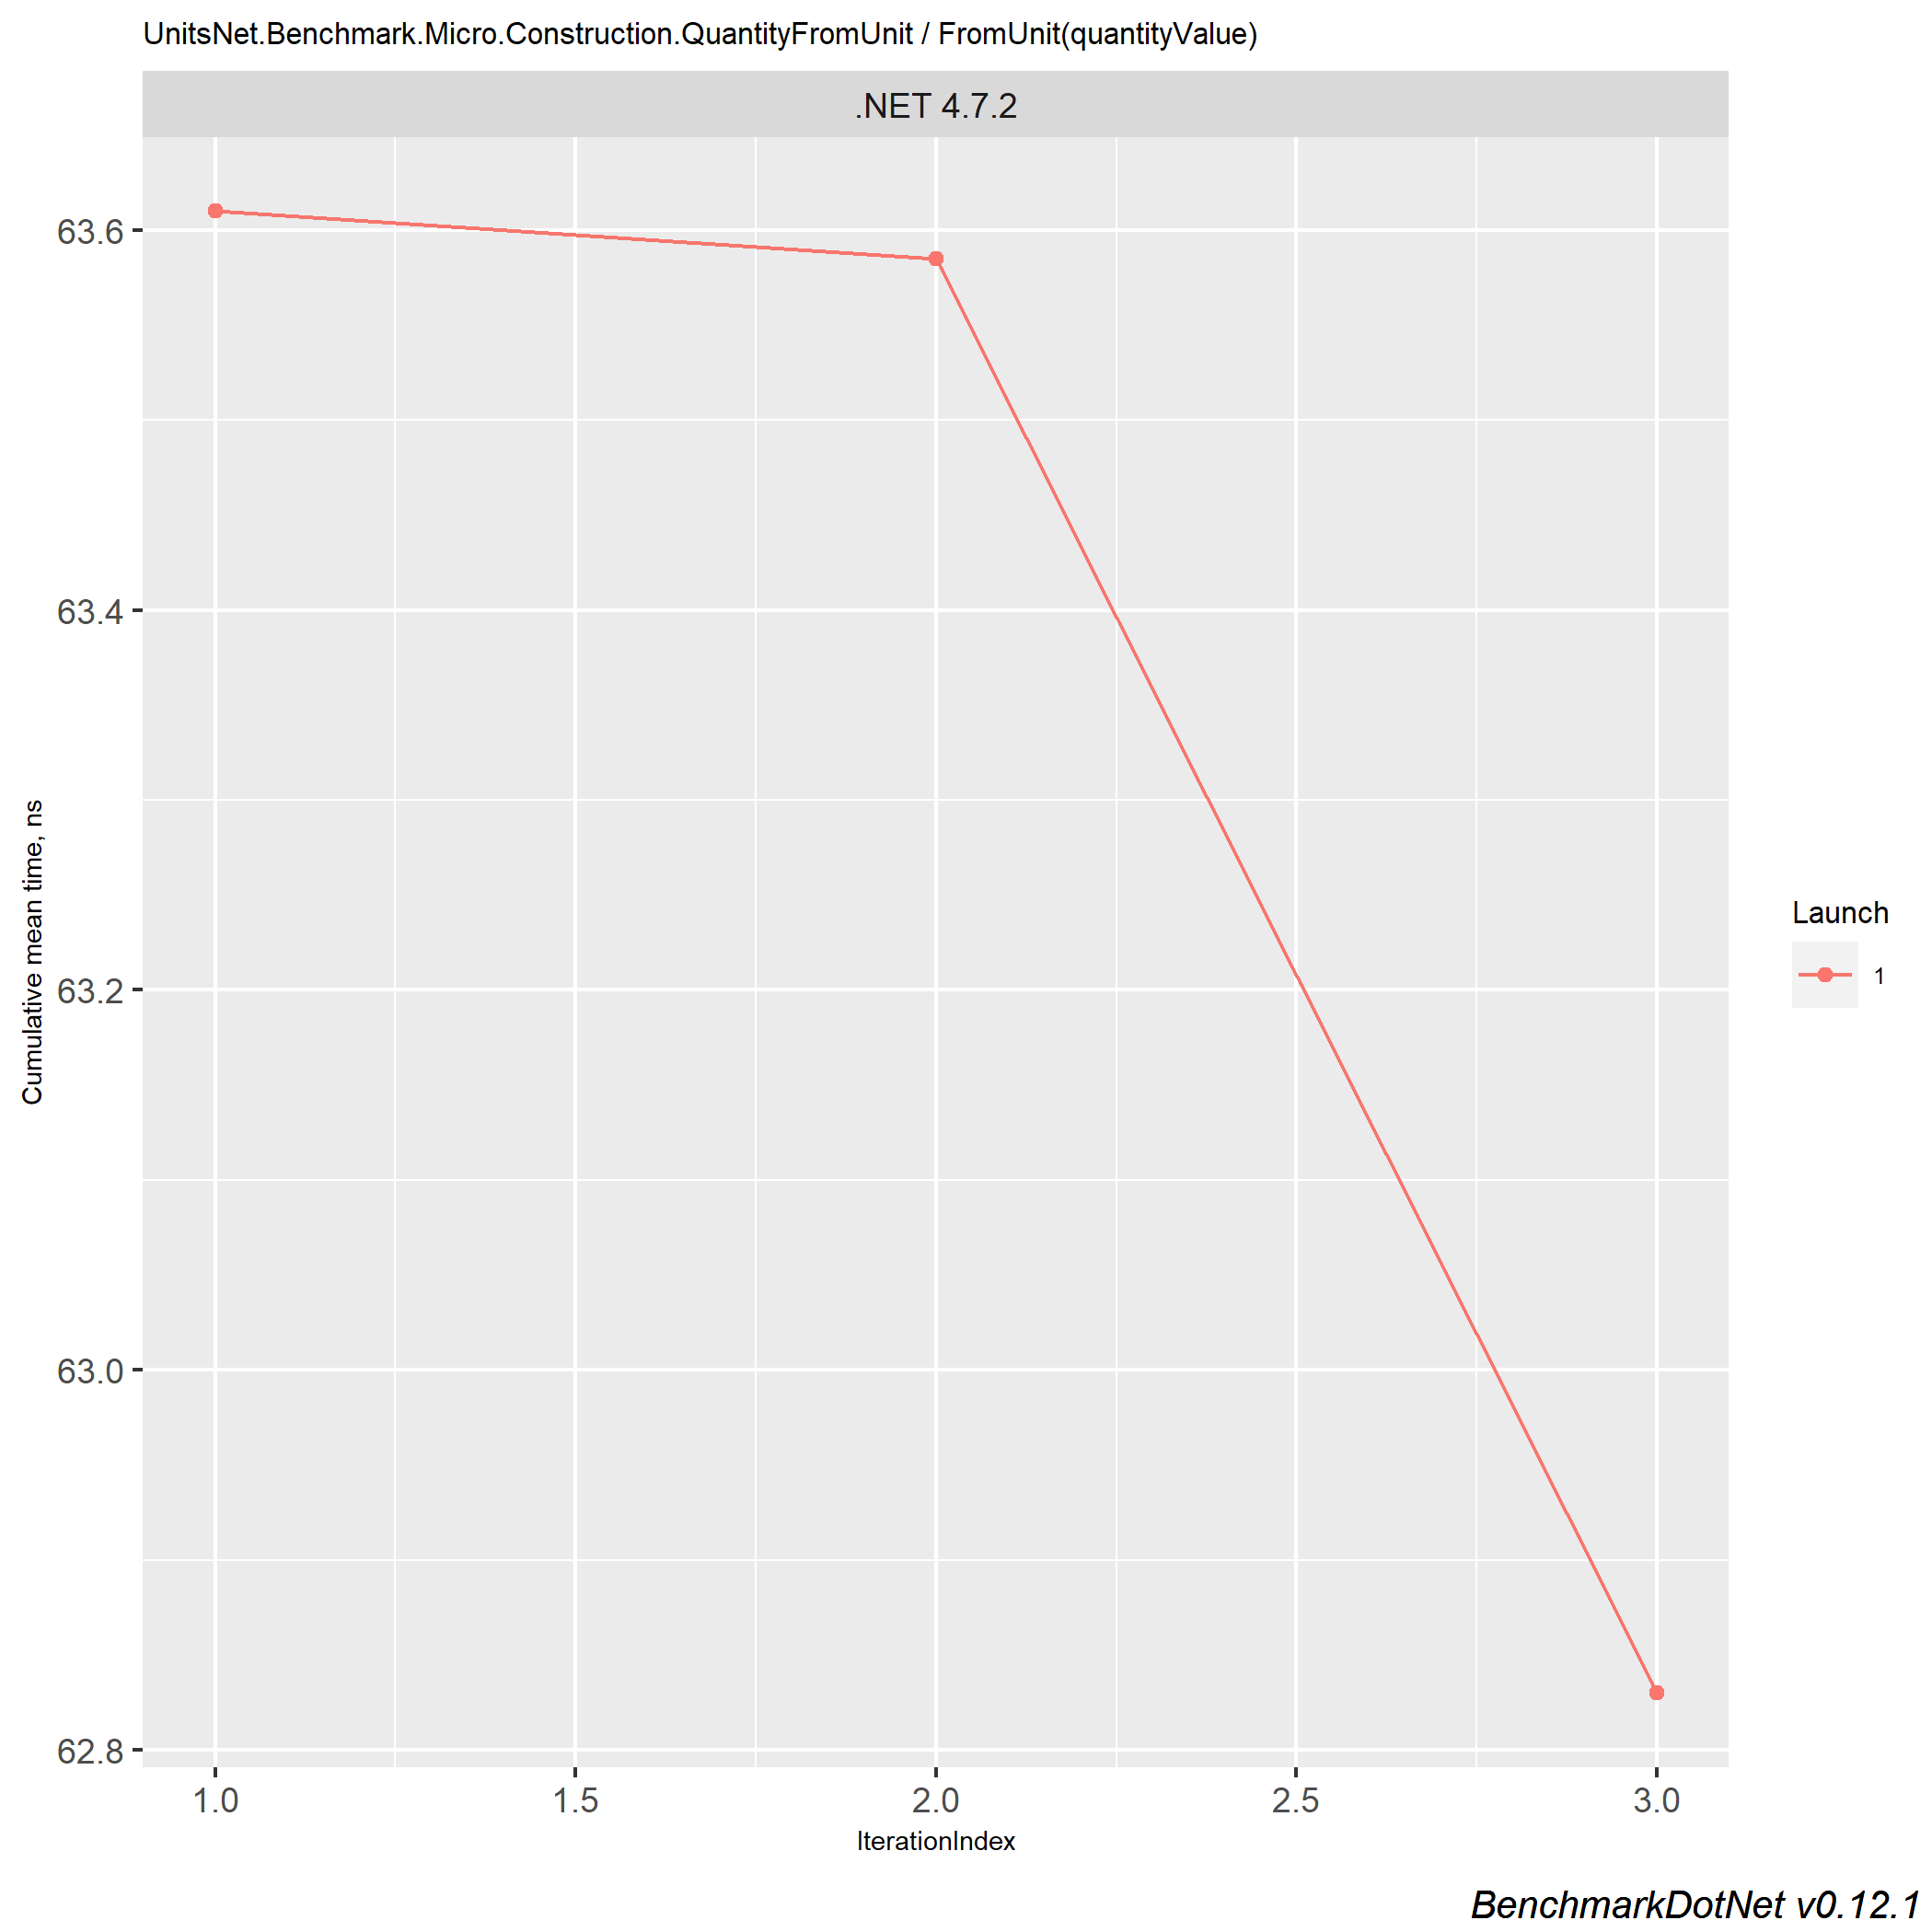 UnitsNet.Benchmark.Micro.Construction.QuantityFromUnit / FromUnit(quantityValue)
.NET 4.7.2
63.6
63.4
63.2
63.0
62.8
Cumulative mean time, ns
1.0 1.5 2.0 2.5 3.0
IterationIndex
Launch
1
BenchmarkDotNet v0.12.1